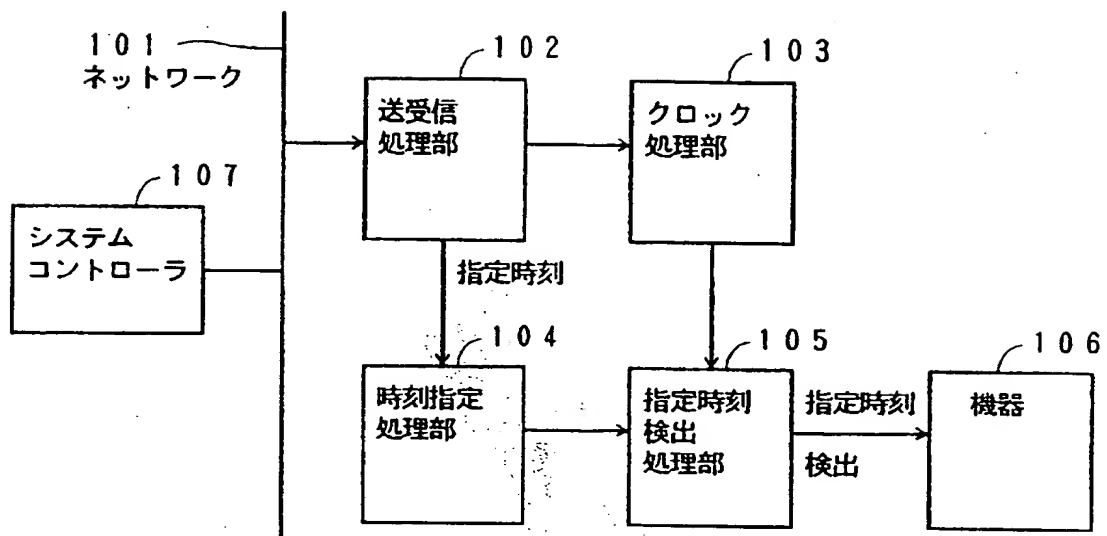 101
ネットワーク
102
送受信
処理部
103
クロック
処理部
107
システム
コントローラ
指定時刻
104
時刻指定
処理部
105
指定時刻
検出
処理部
指定時刻
検出
106
機器